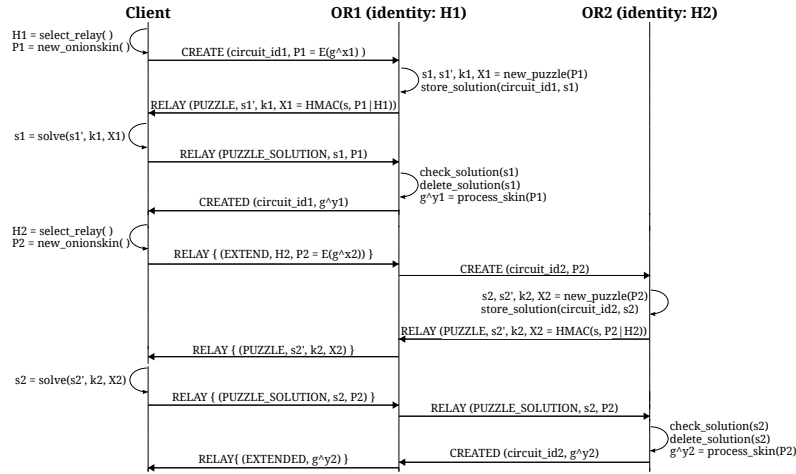 Client
OR1 (identity: H1)
OR2 (identity: H2)
H1 = select_relay( )
P1 = new_onionskin( )
CREATE (circuit_id1, P1 = E(g^x1) )
s1, s1', k1, X1 = new_puzzle(P1)
store_solution(circuit_id1, s1)
RELAY (PUZZLE, s1', k1, X1 = HMAC(s, P1|H1))
s1 = solve(s1', k1, X1)
RELAY (PUZZLE_SOLUTION, s1, P1)
check_solution(s1)
delete_solution(s1)
g^y1 = process_skin(P1)
CREATED (circuit_id1, g^y1)
H2 = select_relay( )
P2 = new_onionskin( )
RELAY { (EXTEND, H2, P2 = E(g^x2)) }
CREATE (circuit_id2, P2)
s2, s2', k2, X2 = new_puzzle(P2)
store_solution(circuit_id2, s2)
RELAY (PUZZLE, s2', k2, X2 = HMAC(s, P2|H2))
RELAY { (PUZZLE, s2', k2, X2) }
s2 = solve(s2', k2, X2)
RELAY { (PUZZLE_SOLUTION, s2, P2) }
RELAY (PUZZLE_SOLUTION, s2, P2)
check_solution(s2)
delete_solution(s2)
g^y2 = process_skin(P2)
CREATED (circuit_id2, g^y2)
RELAY{ (EXTENDED, g^y2) }